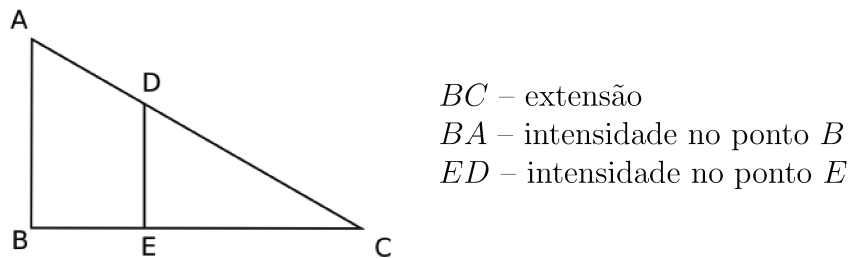 A
D
B
E
C
BC – extensão
BA – intensidade no ponto B
ED – intensidade no ponto E